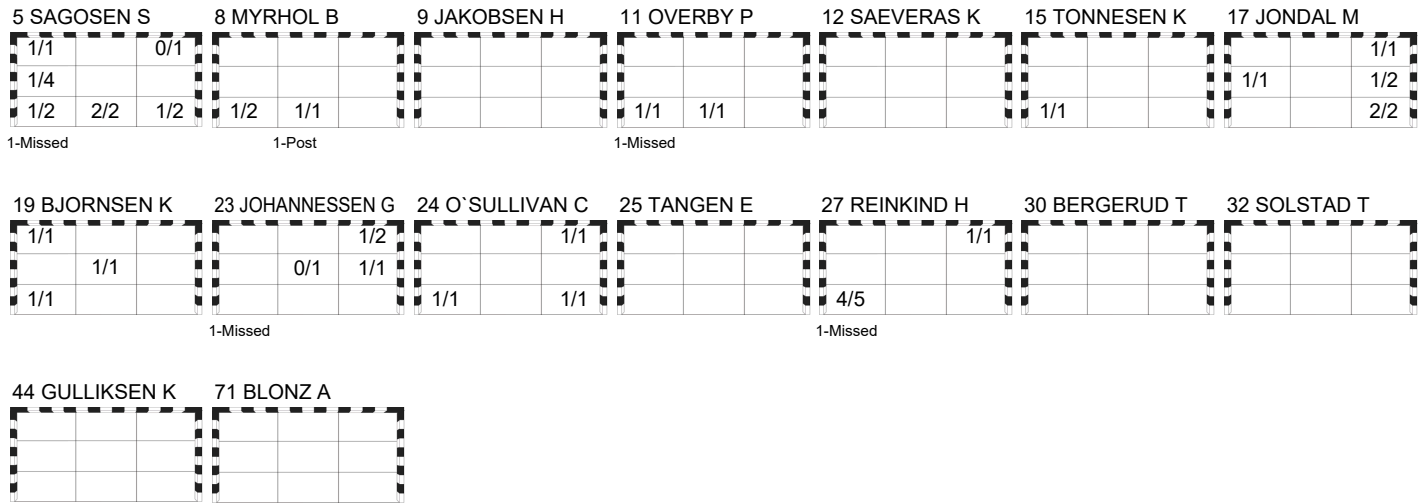 5 SAGOSEN S 8 MYRHOL B 9 JAKOBSEN H 11 OVERBY P 12 SAEVERAS K 15 TONNESEN K 17 JONDAL M
1/1 0/1 1/1
1/4 1/1 1/2
1/2 2/2 1/2 1/2 1/1 1/1 1/1 1/1 2/2
1-Missed 1-Post 1-Missed
19 BJORNSEN K 23 JOHANNESSEN G 24 O`SULLIVAN C 25 TANGEN E 27 REINKIND H 30 BERGERUD T 32 SOLSTAD T
1/1 1/2 1/1 1/1
1/1 0/1 1/1
1/1 1/1 1/1 4/5
1-Missed 1-Missed
44 GULLIKSEN K 71 BLONZ A